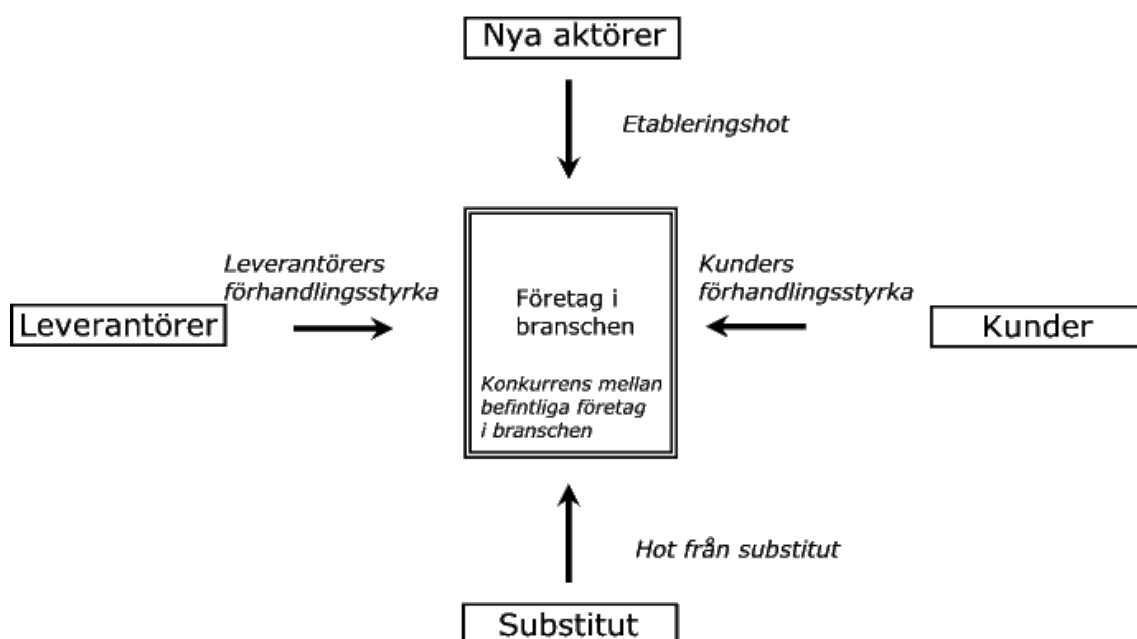 Nya aktörer
Etableringshot
Leverantörers
förhandlingsstyrka
Leverantörer
Företag i
branschen
Konkurrens mellan
befintliga företag
i branschen
Kunders
förhandlingsstyrka
Kunder
Hot från substitut
Substitut